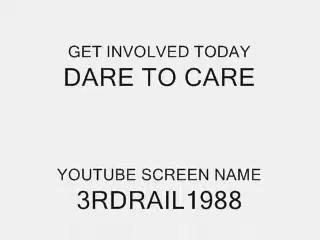 GET INVOLVED TODAY
DARE TO CARE
YOUTUBE SCREEN NAME
3RDRAIL1988